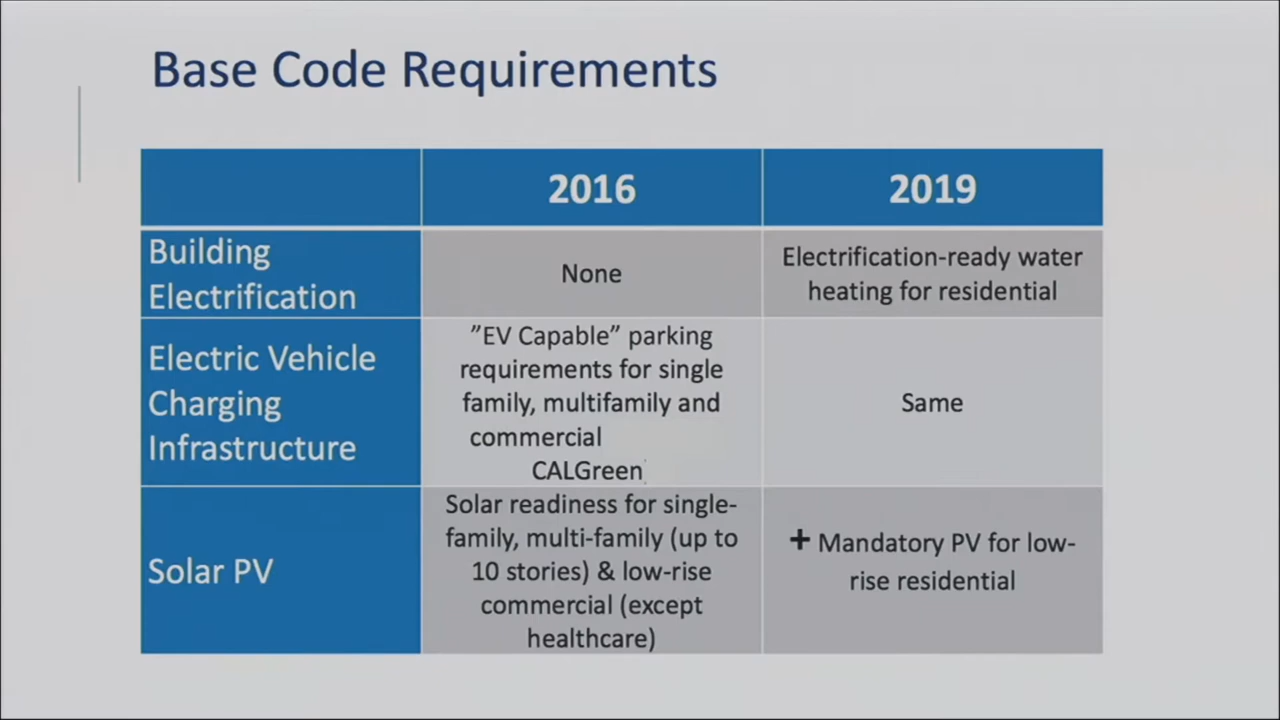 Base Code Requirements
2016
2019
Building
Electrification
None
Electrification-ready water
heating for residential
Electric Vehicle
Charging
Infrastructure
”EV Capable” parking
requirements for single
family, multifamily and
commercial
CALGreen
Same
Solar PV
Solar readiness for single-
family, multi-family (up to
10 stories) & low-rise
commercial (except
healthcare)
+ Mandatory PV for low-
rise residential